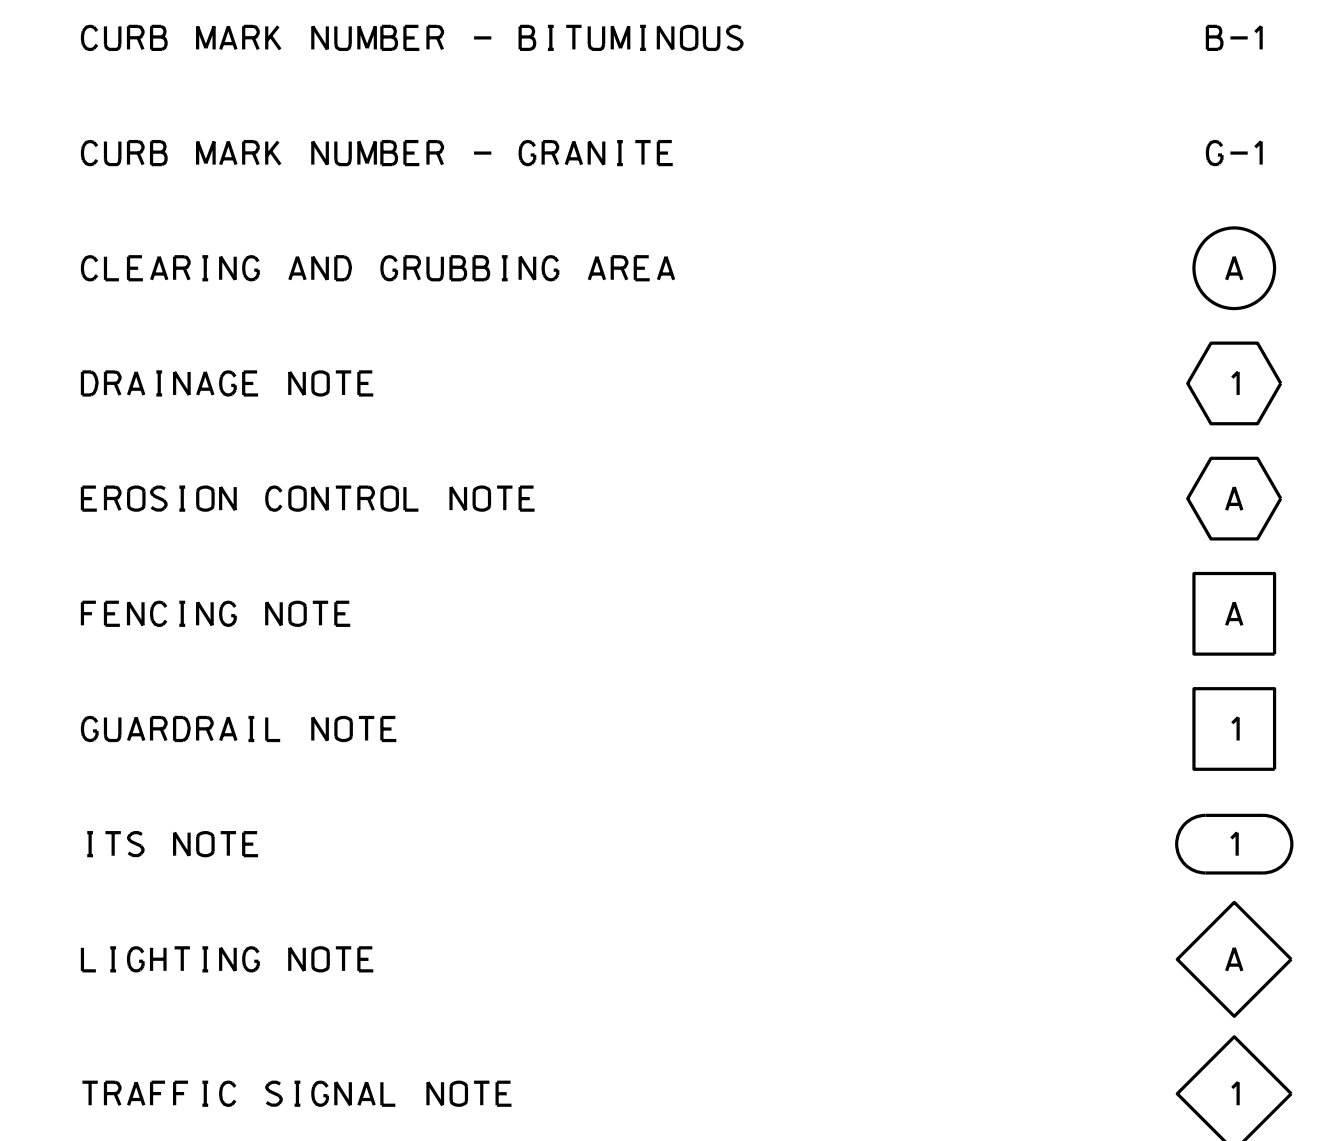 CURB MARK NUMBER - BITUMINOUS B-1
CURB MARK NUMBER - GRANITE G-1
CLEARING AND GRUBBING AREA A
DRAINAGE NOTE 1
EROSION CONTROL NOTE A
FENCING NOTE A
GUARDRAIL NOTE 1
ITS NOTE 1
LIGHTING NOTE A
TRAFFIC SIGNAL NOTE 1